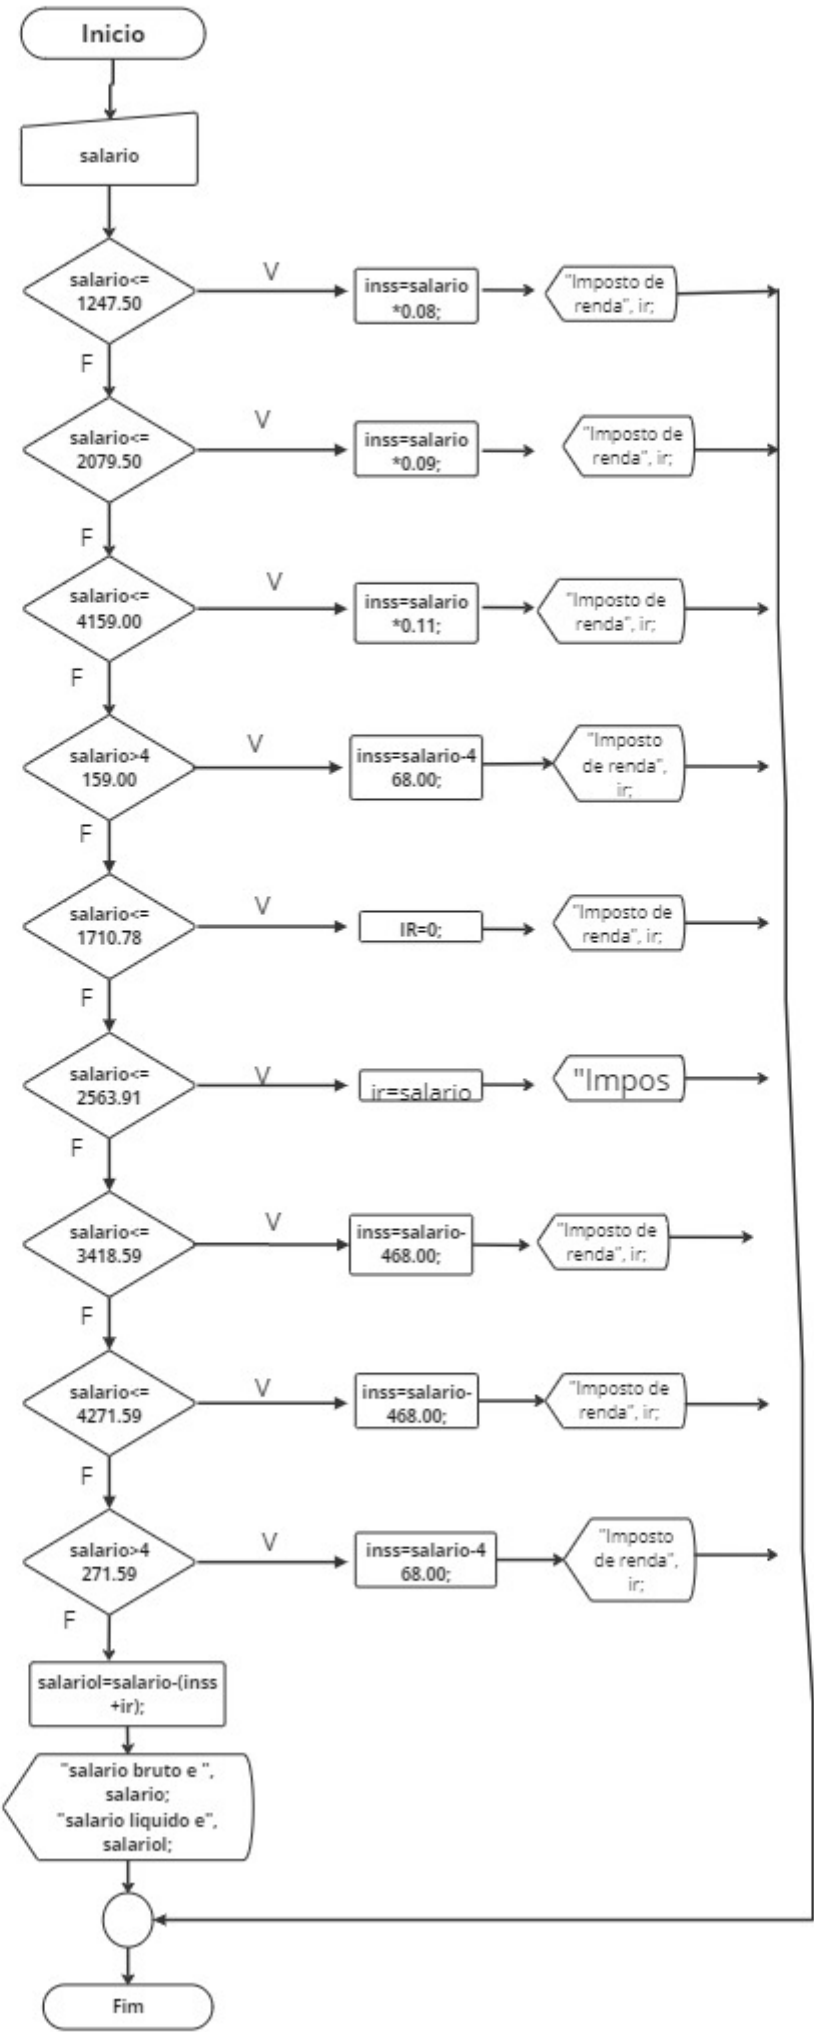 Inicio
salario
salario<=
1247.50
V
inss=salario
*0.08;
"Imposto de
renda", ir;
F
salario<=
2079.50
V
inss=salario
*0.09;
"Imposto de
renda", ir;
F
salario<=
4159.00
V
inss=salario
*0.11;
"Imposto de
renda", ir;
F
salario>4
159.00
V
inss=salario-4
68.00;
"Imposto
de renda",
ir;
F
salario<=
1710.78
V
IR=0;
"Imposto de
renda", ir;
F
salario<=
2563.91
V
ir=salario
"Impos
F
salario<=
3418.59
V
inss=salario-
468.00;
"Imposto de
renda", ir;
F
salario<=
4271.59
V
inss=salario-
468.00;
"Imposto de
renda", ir;
F
salario>4
271.59
V
inss=salario-4
68.00;
"Imposto
de renda",
ir;
F
salariol=salario-(inss
+ir);
"salario bruto e ",
salario;
"salario liquido e",
salariol;
Fim